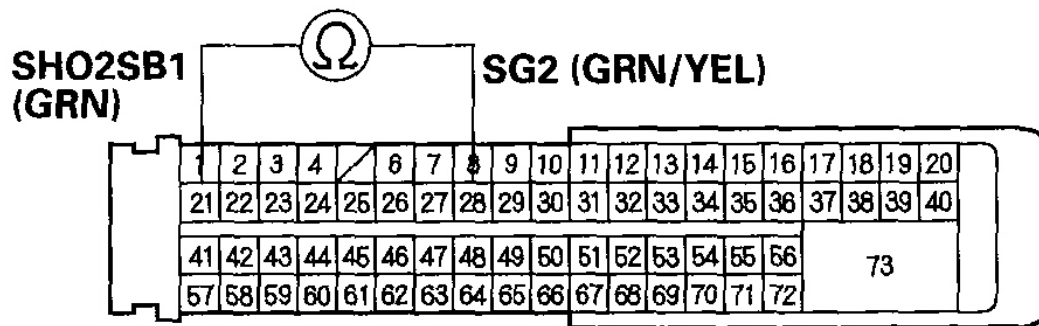 SHO2SB1
(GRN)
Ω
SG2 (GRN/YEL)
1 2 3 4 6 7 8 9 10 11 12 13 14 15 16 17 18 19 20
21 22 23 24 25 26 27 28 29 30 31 32 33 34 35 36 37 38 39 40
41 42 43 44 45 46 47 48 49 50 51 52 53 54 55 56
73
57 58 59 60 61 62 63 64 65 66 67 68 69 70 71 72